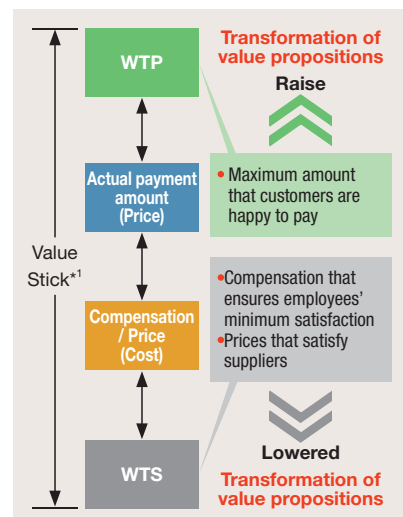 WTP
Transformation of
value propositions
Raise
Actual payment
amount
(Price)
• Maximum amount
that customers are
happy to pay
Value
Stick*1
Compensation
/ Price
(Cost)
•Compensation that
ensures employees’
minimum satisfaction
•Prices that satisfy
suppliers
WTS
Lowered
Transformation of
value propositions